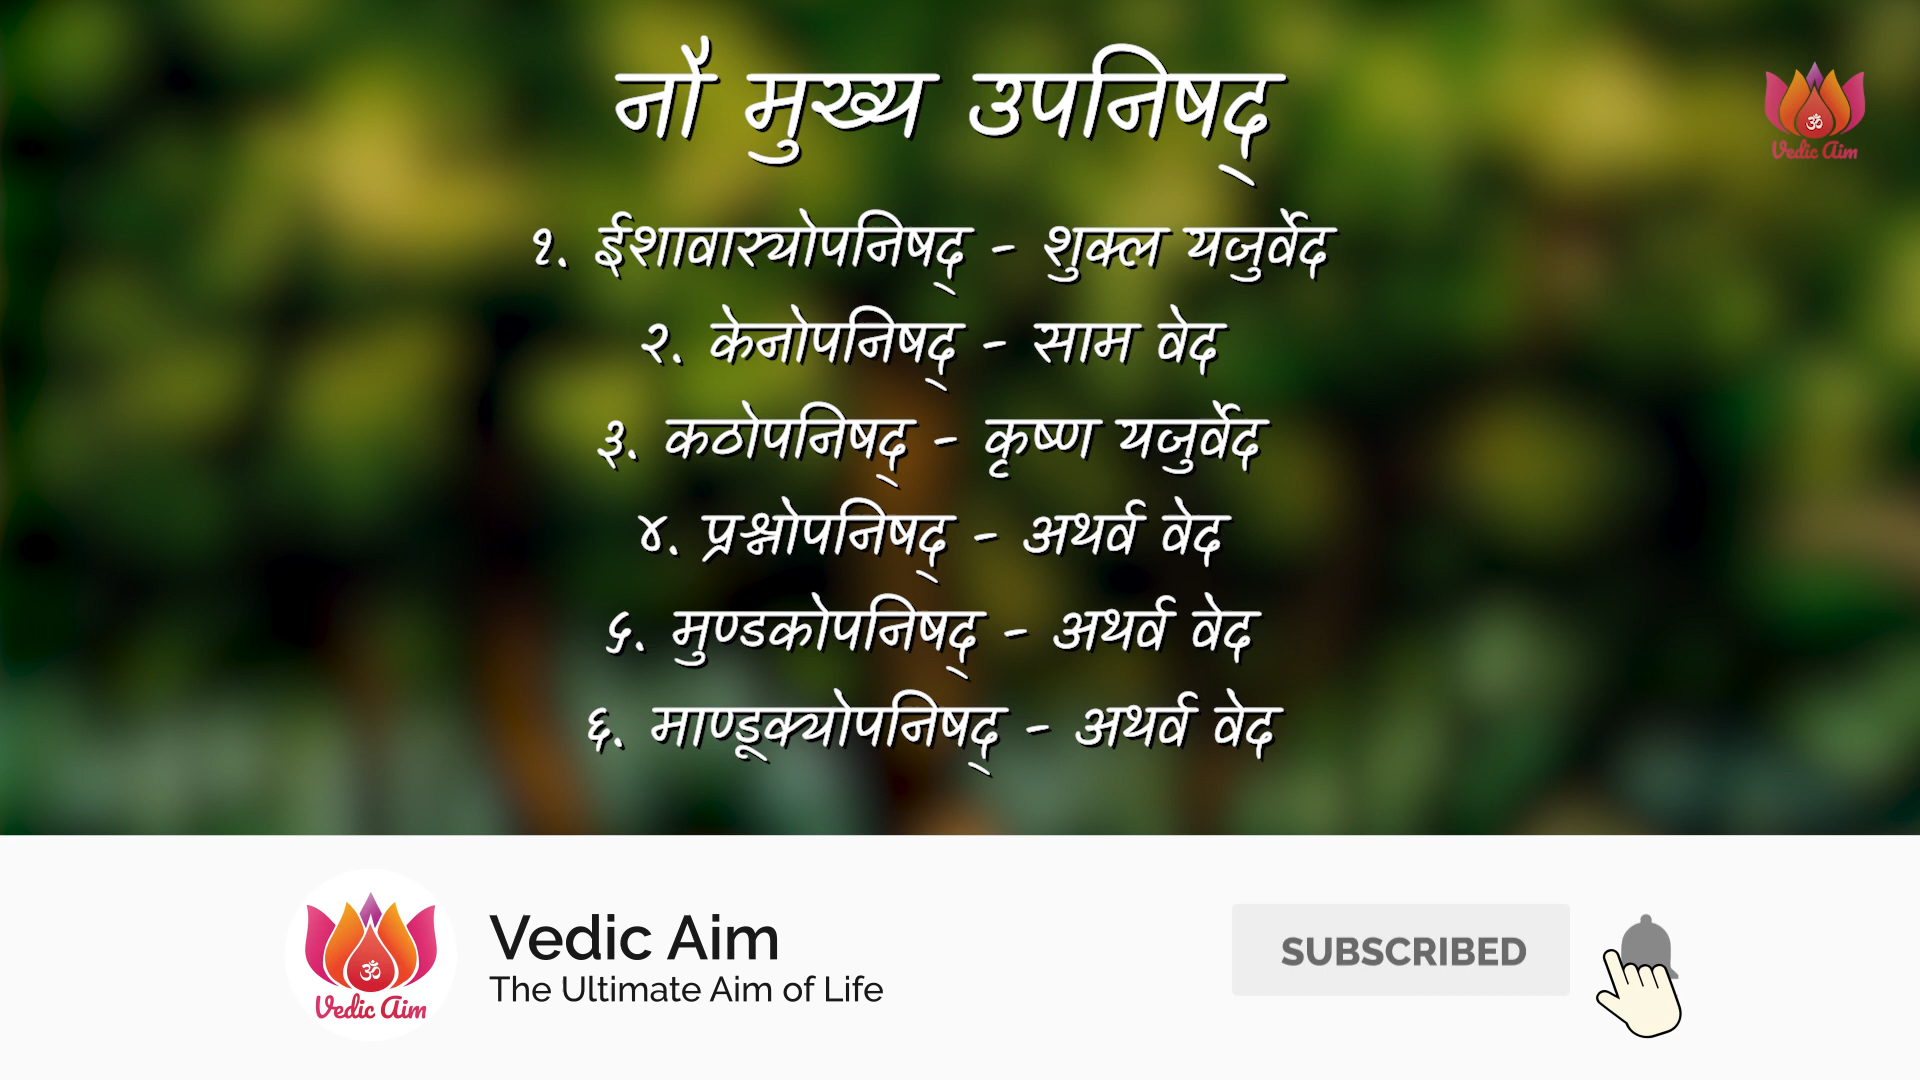 नौ मुख्य उपनिषद्
ॐ
Vedic Aim
१. ईशावास्योपनिषद् - शुक्ल यजुर्वेद
२. केनोपनिषद् - साम वेद
३. कठोपनिषद् - कृष्ण यजुर्वेद
४. प्रश्नोपनिषद् - अथर्व वेद
५. मुण्डकोपनिषद् - अथर्व वेद
६. माण्डूक्योपनिषद् - अथर्व वेद
ॐ
Vedic Aim
Vedic Aim
The Ultimate Aim of Life
SUBSCRIBED